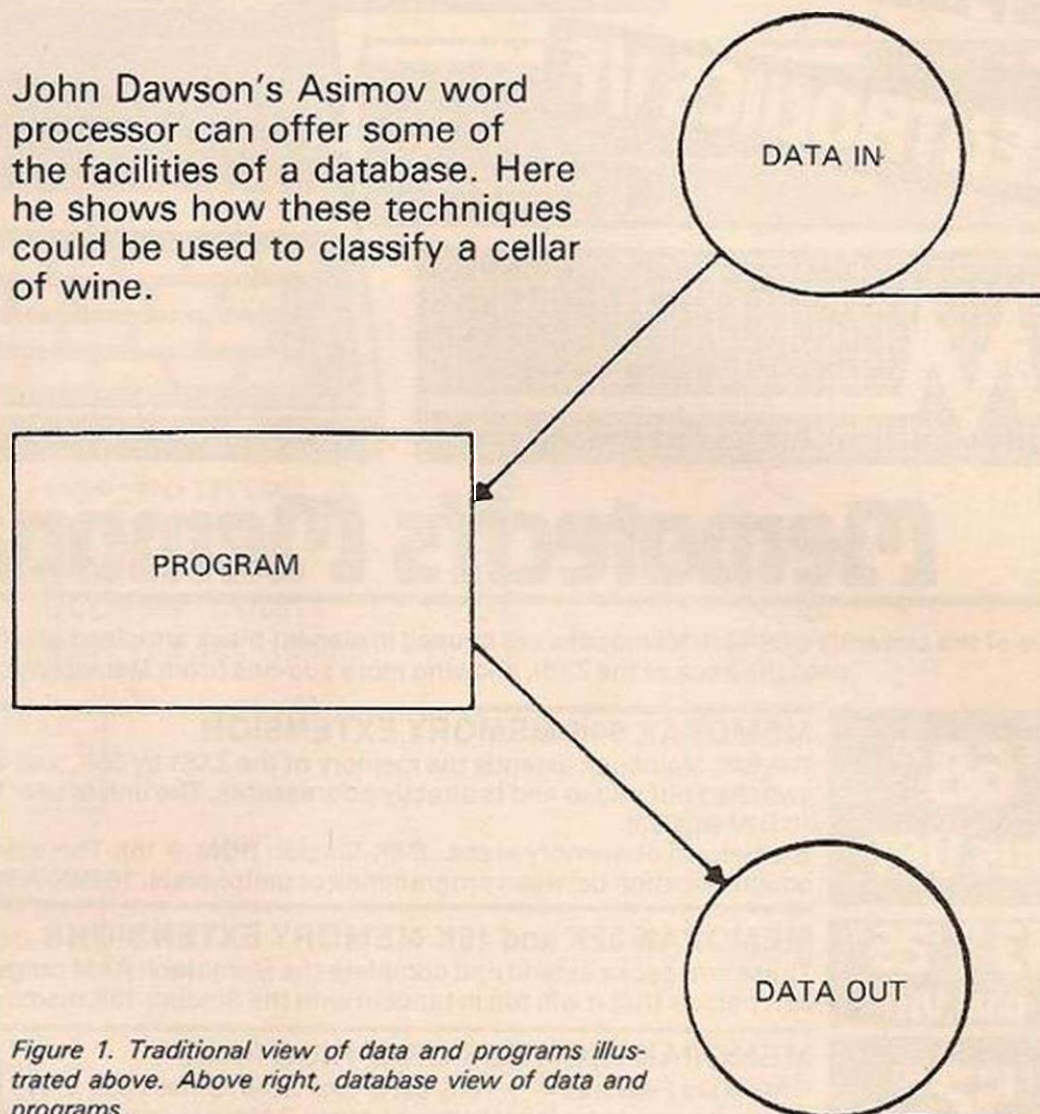 John Dawson's Asimov word
processor can offer some of
the facilities of a database. Here
he shows how these techniques
could be used to classify a cellar
of wine.
DATA IN
PROGRAM
DATA OUT
Figure 1. Traditional view of data and programs illus-
trated above. Above right, database view of data and
programs